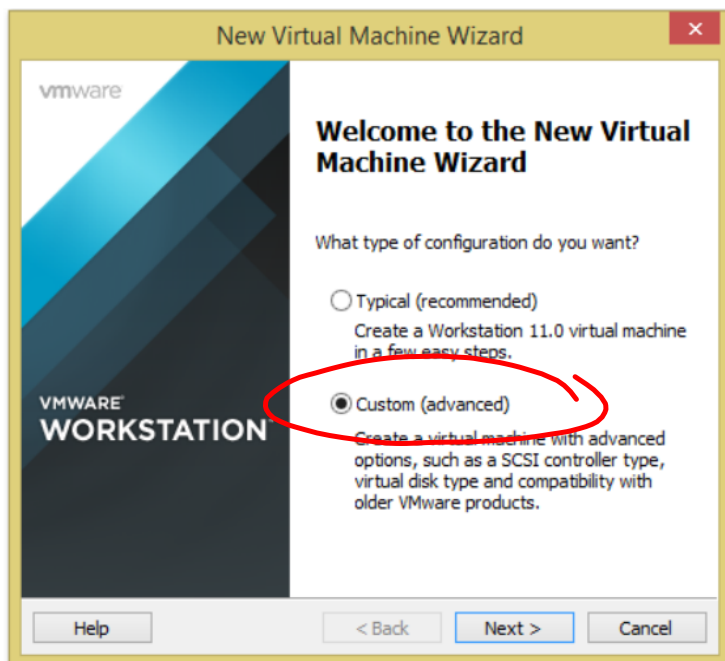 New Virtual Machine Wizard
vmware
Welcome to the New Virtual
Machine Wizard
What type of configuration do you want?
Typical (recommended)
Create a Workstation 11.0 virtual machine
in a few easy steps.
Custom (advanced)
Create a virtual machine with advanced
options, such as a SCSI controller type,
virtual disk type and compatibility with
older VMware products.
VMWARE
WORKSTATION™
Help
< Back
Next >
Cancel